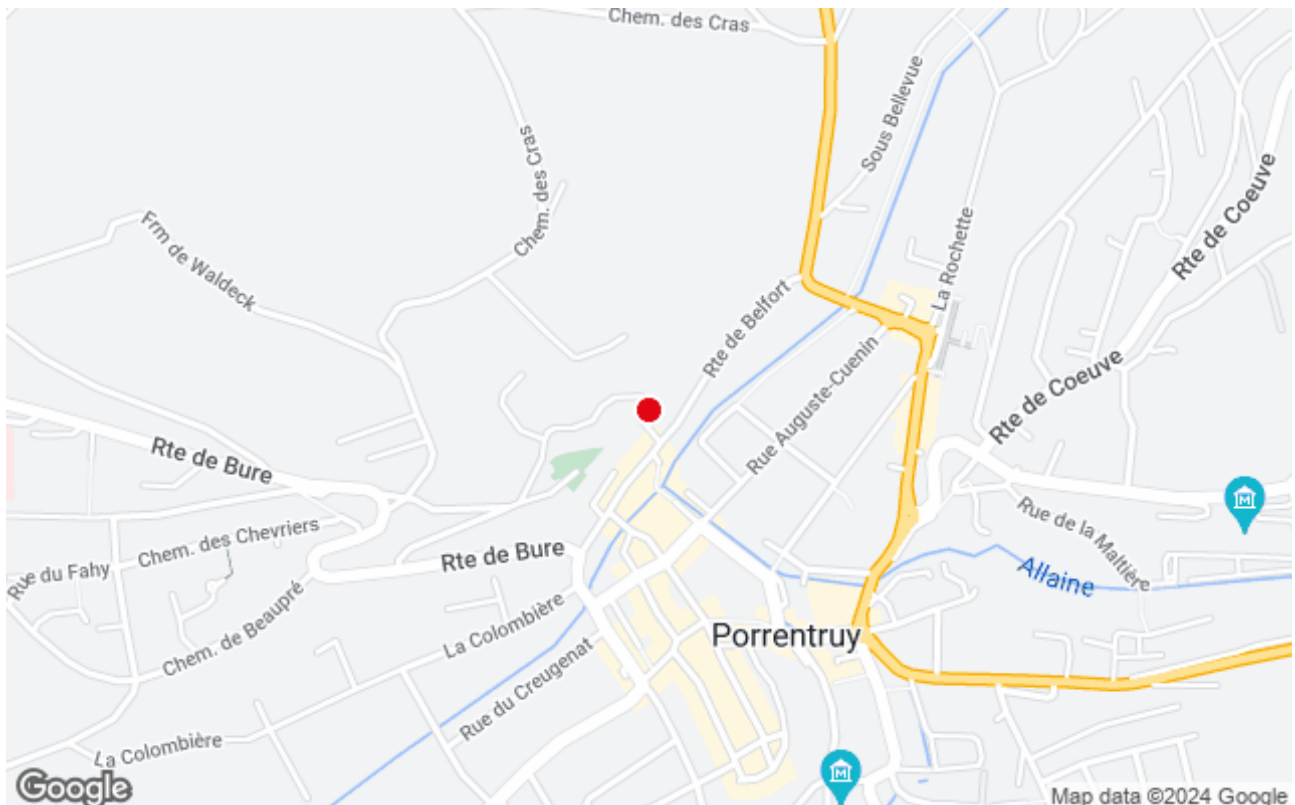 Chem. des Cras
Sous Bellevue
Chem. des Cras
Frm de Waldeck
Rte de Coeuve
La Rochette
Rte de Belfort
Rue Auguste-Cuenin
Rte de Coeuve
Rte de Bure
Rue de la Maltière
Chem. des Chevriers
Rte de Bure
Rue du Fahy
Allaine
Chem. de Beaupré
La Colombière
Porrentruy
Rue du Creugenat
La Colombière
M
M
Google
Map data ©2024 Google